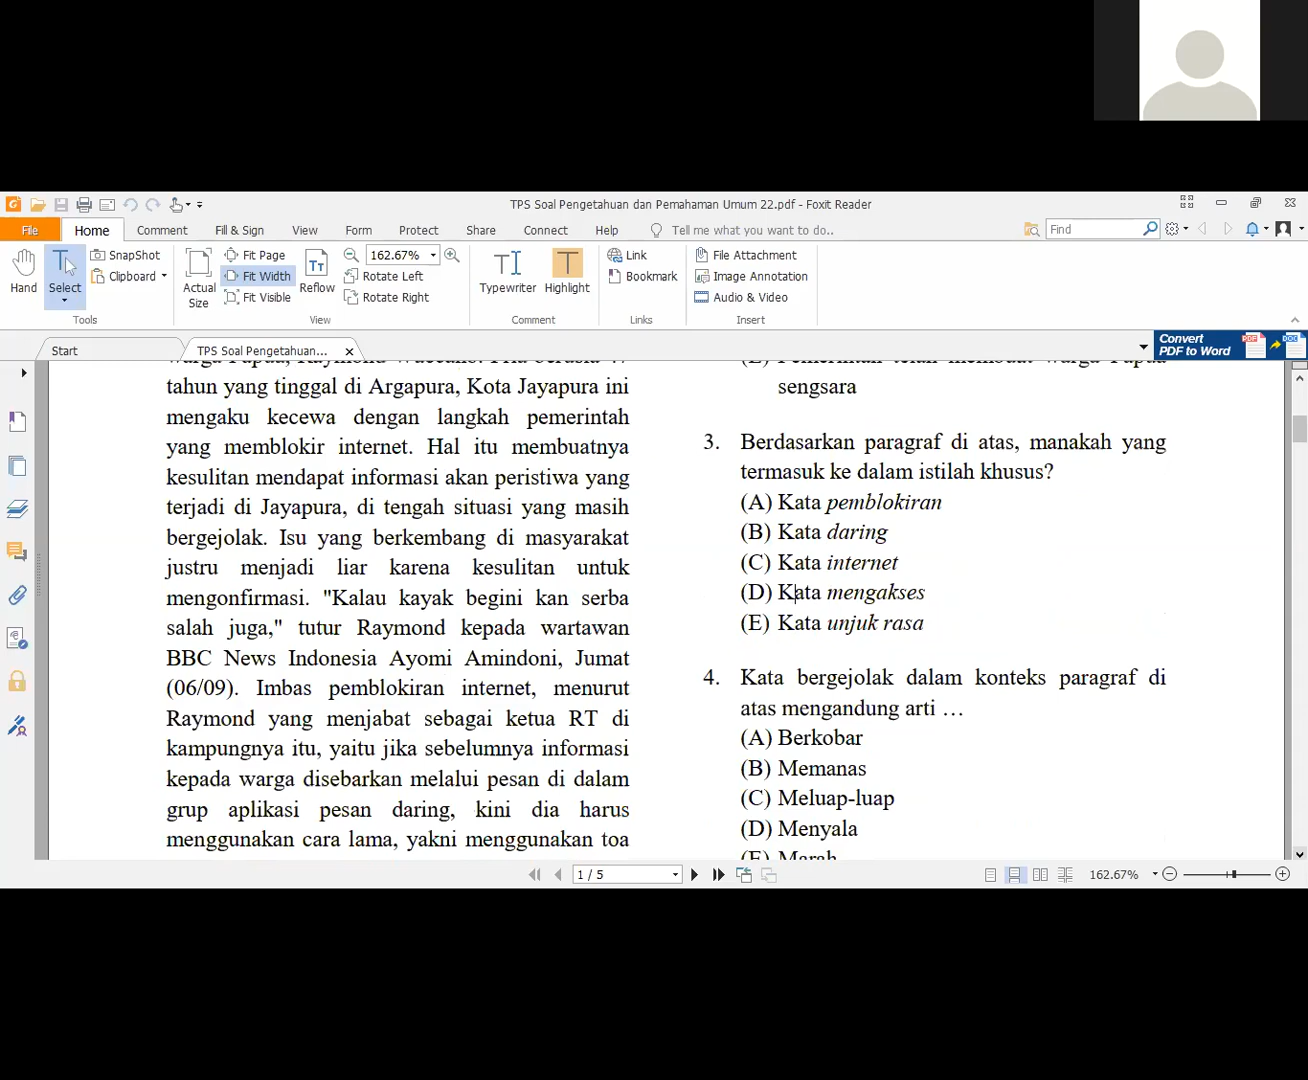 TPS Soal Pengetahuan dan Pemahaman Umum 22.pdf - Foxit Reader
File Home Comment Fill & Sign View Form Protect Share Connect Help Tell me what you want to do.. Find
Hand
Select
SnapShot
Clipboard
Tools
Actual Size
Fit Page
Fit Width
Fit Visible
Reflow
162.67%
Rotate Left
Rotate Right
View
Typewriter
Highlight
Comment
Link
Bookmark
Links
File Attachment
Image Annotation
Audio & Video
Insert
Start
TPS Soal Pengetahuan...
Convert
PDF to Word
tahun yang tinggal di Argapura, Kota Jayapura ini
mengaku kecewa dengan langkah pemerintah
yang memblokir internet. Hal itu membuatnya
kesulitan mendapat informasi akan peristiwa yang
terjadi di Jayapura, di tengah situasi yang masih
bergejolak. Isu yang berkembang di masyarakat
justru menjadi liar karena kesulitan untuk
mengonfirmasi. "Kalau kayak begini kan serba
salah juga," tutur Raymond kepada wartawan
BBC News Indonesia Ayomi Amindoni, Jumat
(06/09). Imbas pemblokiran internet, menurut
Raymond yang menjabat sebagai ketua RT di
kampungnya itu, yaitu jika sebelumnya informasi
kepada warga disebarkan melalui pesan di dalam
grup aplikasi pesan daring, kini dia harus
menggunakan cara lama, yakni menggunakan toa
sengsara
3. Berdasarkan paragraf di atas, manakah yang
termasuk ke dalam istilah khusus?
(A) Kata pemblokiran
(B) Kata daring
(C) Kata internet
(D) Kata mengakses
(E) Kata unjuk rasa
4. Kata bergejolak dalam konteks paragraf di
atas mengandung arti …
(A) Berkobar
(B) Memanas
(C) Meluap-luap
(D) Menyala
(E) Marah
1 / 5
162.67%